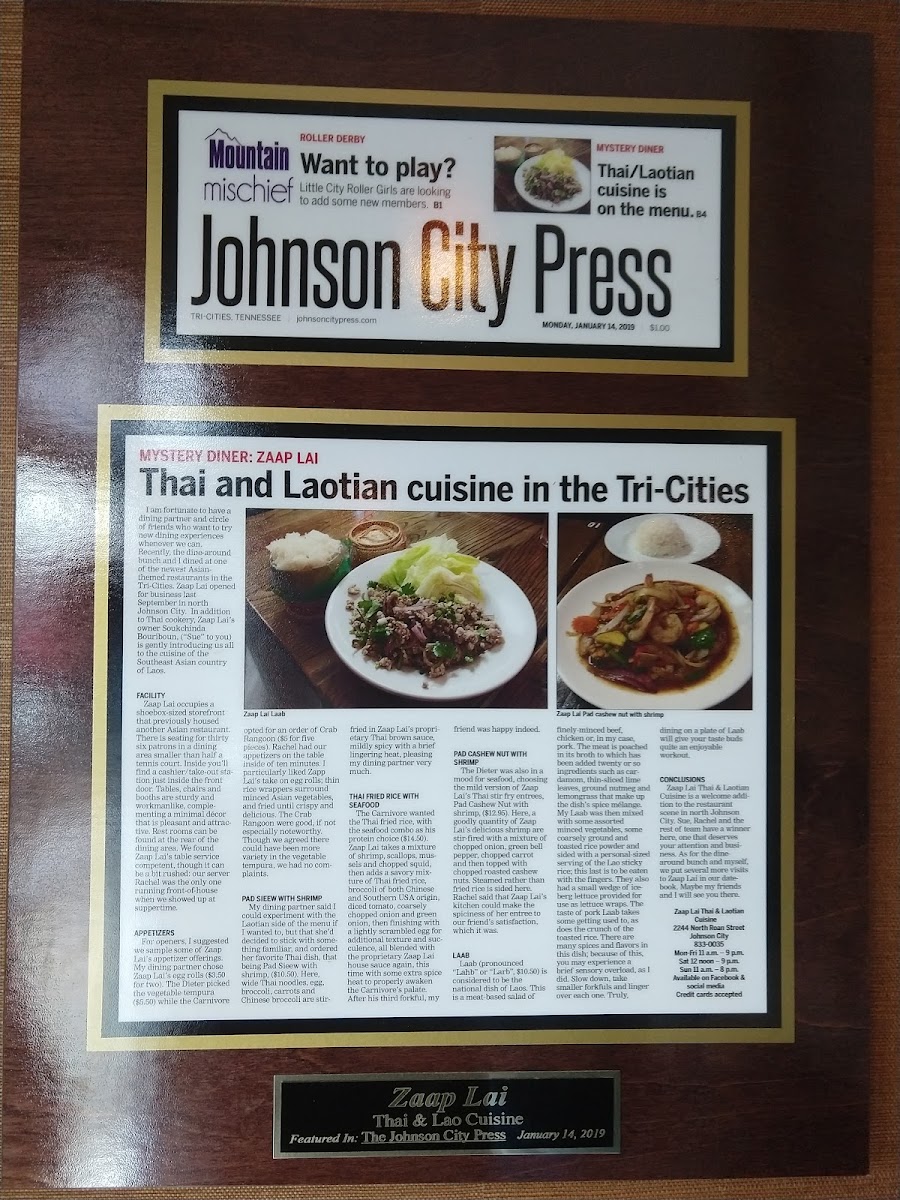 Mountain
mischief
ROLLER DERBY
Want to play?
Little City Roller Girls are looking
to add some new members. B1
MYSTERY DINER
Thai/Laotian
cuisine is
on the menu. B4
Johnson City Press
TRI-CITIES, TENNESSEE johnsoncitypress.com
MONDAY, JANUARY 14, 2019 $1.00
MYSTERY DINER: ZAAP LAI
Thai and Laotian cuisine in the Tri-Cities
I am fortunate to have a
dining partner and circle
of friends who want to try
new dining experiences
whenever we can.
Recently, the dine-around
bunch and I dined at one
of the newest Asian-
themed restaurants in the
Tri-Cities. Zaap Lai opened
for business last
September in north
Johnson City. In addition
to Thai cookery, Zaap Lai's
owner Soukchinda
Bouriboun, ("Sue" to you)
is gently introducing us all
to the cuisine of the
Southeast Asian country
of Laos.
FACILITY
Zaap Lai occupies a
shoebox-sized storefront
that previously housed
another Asian restaurant.
There is seating for thirty
six patrons in a dining
area smaller than half a
tennis court. Inside you'll
find a cashier/take-out sta-
tion just inside the front
door. Tables, chairs and
booths are sturdy and
workmanlike, comple-
menting a minimal décor
that is pleasant and attrac-
tive. Rest rooms can be
found at the rear of the
dining area. We found
Zaap Lai's table service
competent, though it can
be a bit rushed: our server
Rachel was the only one
running front-of-house
when we showed up at
suppertime.
APPETIZERS
For openers, I suggested
we sample some of Zaap
Lai's appetizer offerings.
My dining partner chose
Zaap Lai's egg rolls ($3.50
for two). The Dieter picked
the vegetable tempura
($5.50) while the Carnivore
Zaap Lai Laab
opted for an order of Crab
Rangoon ($6 for five
pieces). Rachel had our
appetizers on the table
inside of ten minutes. I
particularly liked Zapp
Lai's take on egg rolls; thin
rice wrappers surround
minced Asian vegetables,
and fried until crispy and
delicious. The Crab
Rangoon were good, if not
especially noteworthy.
Though we agreed there
could have been more
variety in the vegetable
tempura, we had no com-
plaints.
PAD SIEEW WITH SHRIMP
My dining partner said I
could experiment with the
Laotian side of the menu if
I wanted to, but that she'd
decided to stick with some-
thing familiar, and ordered
her favorite Thai dish, that
being Pad Sieew with
shrimp, ($10.50). Here,
wide Thai noodles, egg,
broccoli, carrots and
Chinese broccoli are stir-
fried in Zaap Lai's propri-
etary Thai brown sauce,
mildly spicy with a brief
lingering heat, pleasing
my dining partner very
much.
THAI FRIED RICE WITH
SEAFOOD
The Carnivore wanted
the Thai fried rice, with
the seafood combo as his
protein choice ($14.50).
Zaap Lai takes a mixture
of shrimp, scallops, mus-
sels and chopped squid,
then adds a savory mix-
ture of Thai fried rice,
broccoli of both Chinese
and Southern USA origin,
diced tomato, coarsely
chopped onion and green
onion, then finishing with
a lightly scrambled egg for
additional texture and suc-
culence, all blended with
the proprietary Zaap Lai
house sauce again, this
time with some extra spice
heat to properly awaken
the Carnivore's palate.
After his third forkful, my
friend was happy indeed.
PAD CASHEW NUT WITH
SHRIMP
The Dieter was also in a
mood for seafood, choosing
the mild version of Zaap
Lai's Thai stir fry entrees,
Pad Cashew Nut with
shrimp, ($12.95). Here, a
goodly quantity of Zaap
Lai's delicious shrimp are
stir-fried with a mixture of
chopped onion, green bell
pepper, chopped carrot
and then topped with
chopped roasted cashew
nuts. Steamed rather than
fried rice is sided here.
Rachel said that Zaap Lai's
kitchen could make the
spiciness of her entree to
our friend's satisfaction,
which it was.
LAAB
Laab (pronounced
"Lahb" or "Larb", $10.50) is
considered to be the
national dish of Laos. This
is a meat-based salad of
Zaap Lai Pad cashew nut with shrimp
finely-minced beef,
chicken or, in my case,
pork. The meat is poached
in its broth to which has
been added twenty or so
ingredients such as car-
damom, thin-sliced lime
leaves, ground nutmeg and
lemongrass that make up
the dish's spice mélange.
My Laab was then mixed
with some assorted
minced vegetables, some
coarsely ground and
toasted rice powder and
sided with a personal-sized
serving of the Lao sticky
rice; this last is to be eaten
with the fingers. They also
had a small wedge of ice-
berg lettuce provided for
use as lettuce wraps. The
taste of pork Laab takes
some getting used to, as
does the crunch of the
toasted rice. There are
many spices and flavors in
this dish; because of this,
you may experience a
brief sensory overload, as I
did. Slow down, take
smaller forkfuls and linger
over each one. Truly,
dining on a plate of Laab
will give your taste buds
quite an enjoyable
workout.
CONCLUSIONS
Zaap Lai Thai & Laotian
Cuisine is a welcome addi-
tion to the restaurant
scene in north Johnson
City. Sue, Rachel and the
rest of team have a winner
here, one that deserves
your attention and busi-
ness. As for the dine-
around bunch and myself,
we put several more visits
to Zaap Lai in our date-
book. Maybe my friends
and I will see you there.
Zaap Lai Thai & Laotian
Cuisine
2244 North Roan Street
Johnson City
833-0035
Mon-Fri 11 a.m. – 9 p.m.
Sat 12 noon – 9 p.m.
Sun 11 a.m. – 8 p.m.
Available on Facebook &
social media
Credit cards accepted
Zaap Lai
Thai & Lao Cuisine
Featured In: The Johnson City Press January 14, 2019